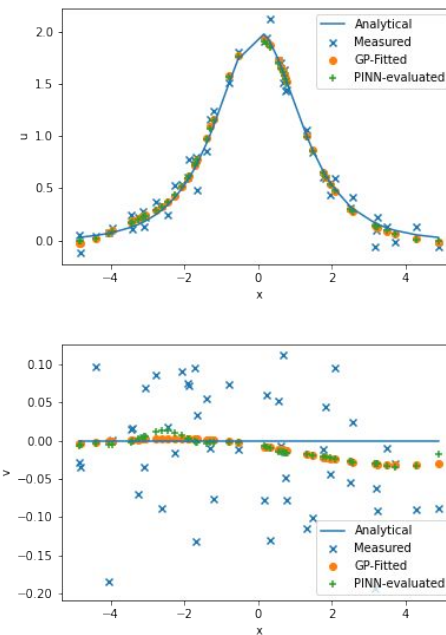 2.0
1.5
1.0
0.5
0.0
u
−4
−2
0
2
4
x
Analytical
Measured
GP-Fitted
PINN-evaluated
0.10
0.05
0.00
−0.05
−0.10
−0.15
−0.20
v
−4
−2
0
2
4
x
Analytical
Measured
GP-Fitted
PINN-evaluated